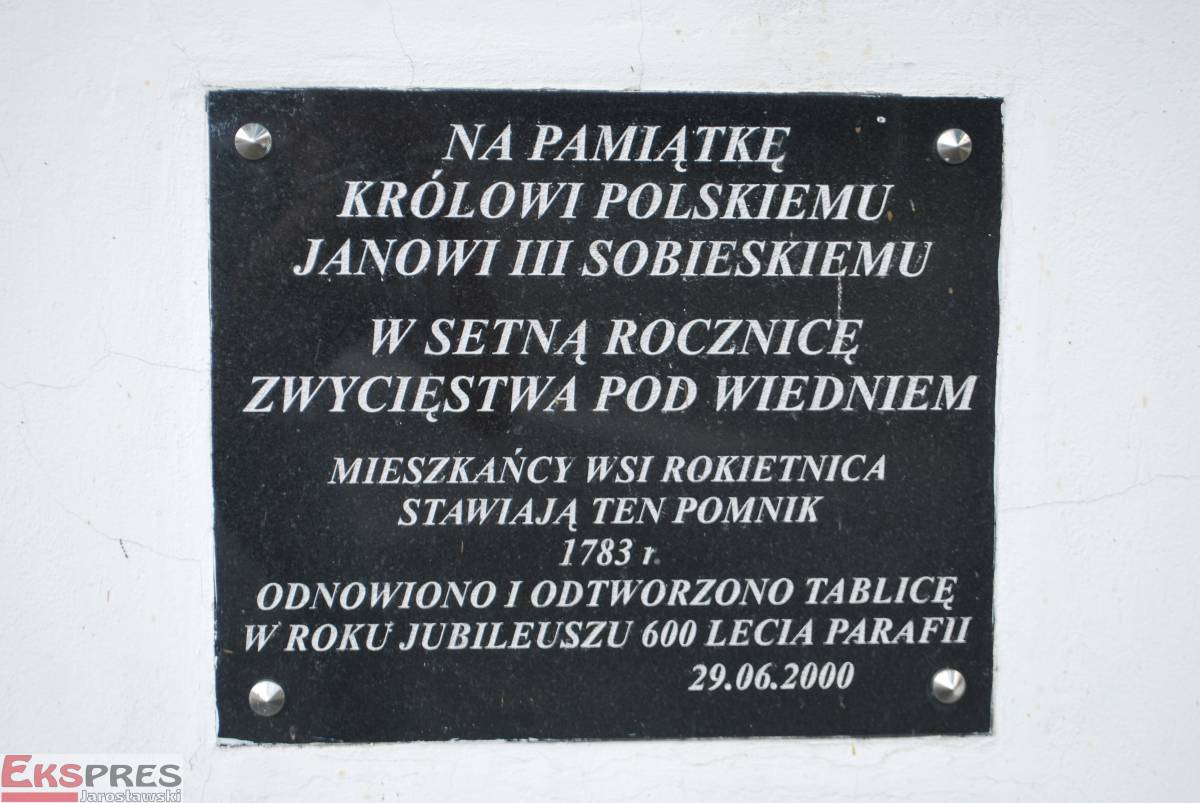 NA PAMIĄTKĘ
KRÓLOWI POLSKIEMU
JANOWI III SOBIESKIEMU
W SETNĄ ROCZNICĘ
ZWYCIĘSTWA POD WIEDNIEM
MIESZKAŃCY WSI ROKIETNICA
STAWIAJĄ TEN POMNIK
1783 r.
ODNOWIONO I ODTWORZONO TABLICĘ
W ROKU JUBILEUSZU 600 LECIA PARAFII
29.06.2000
EKSPRES
Jarosławski